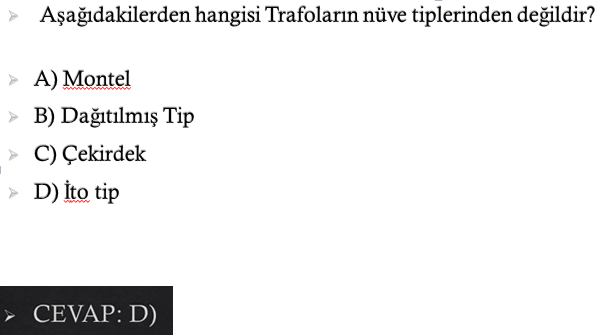 Aşağıdakilerden hangisi Trafoların nüve tiplerinden değildir?
A) Montel
B) Dağıtılmış Tip
C) Çekirdek
D) İto tip
CEVAP: D)